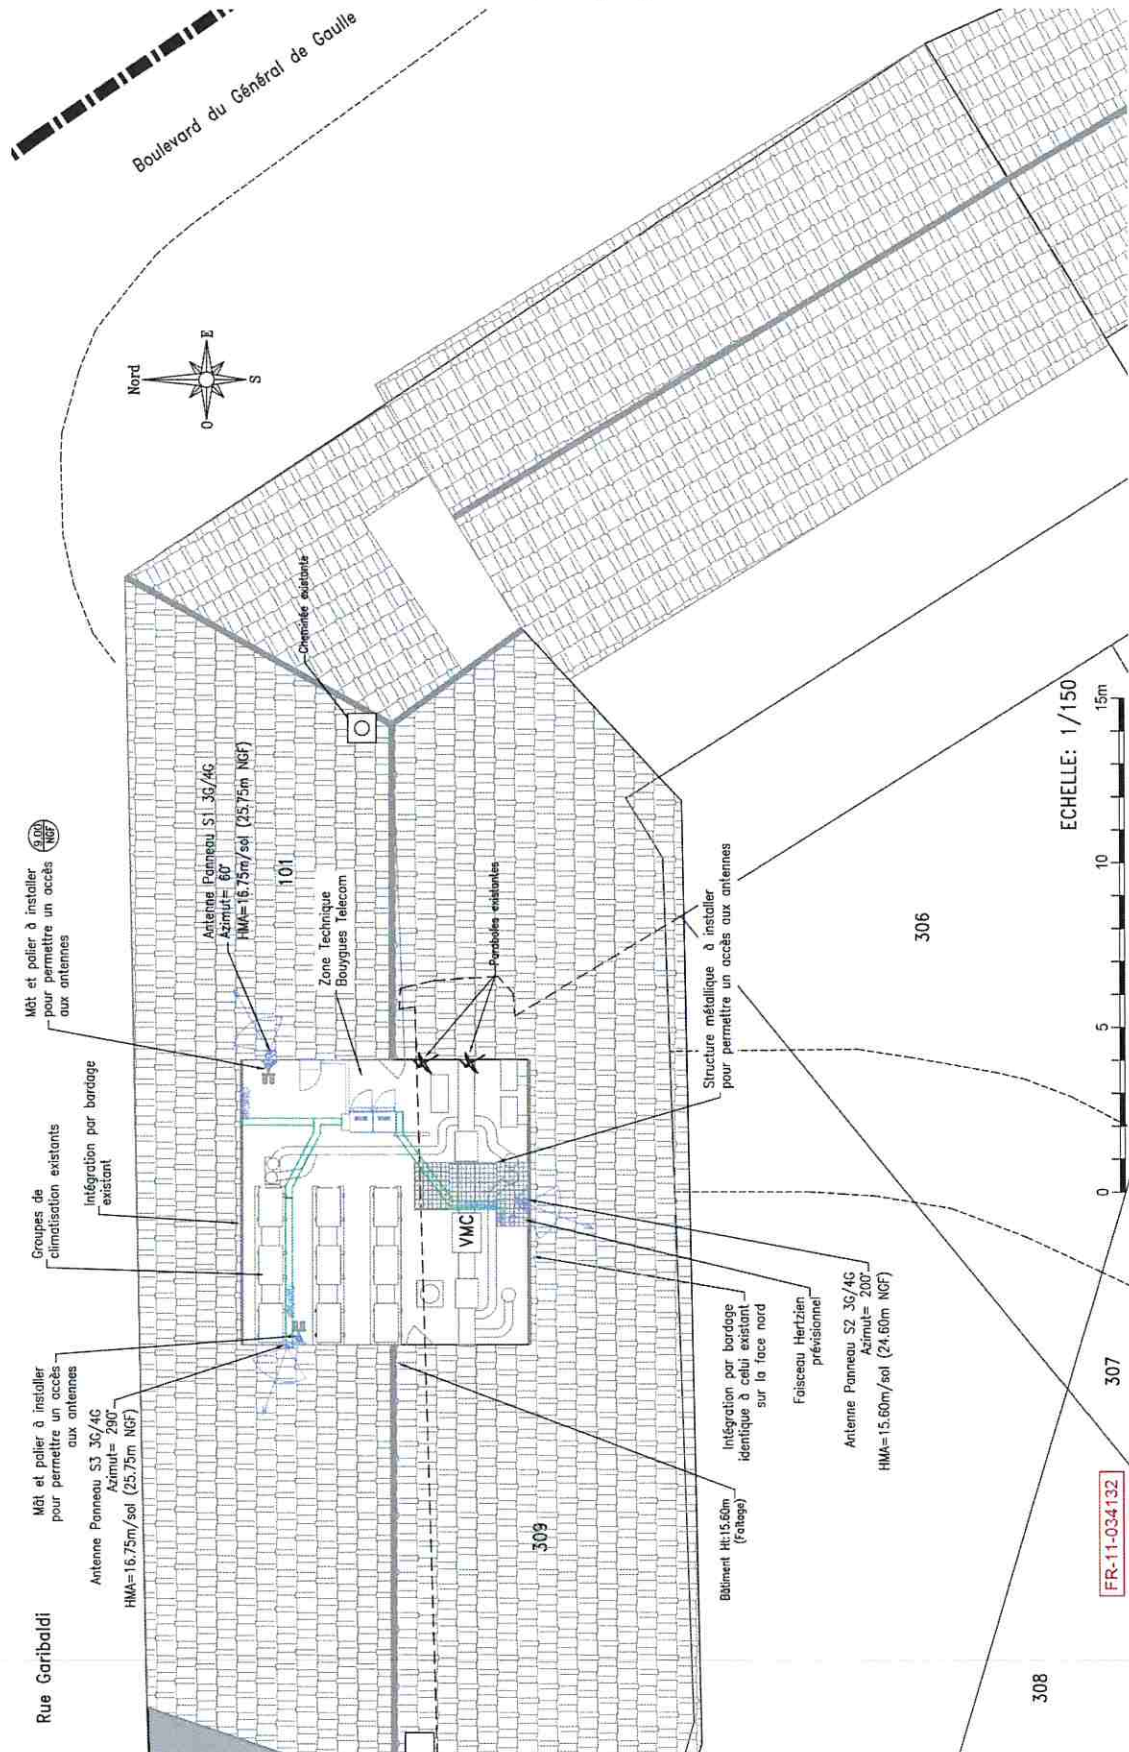 Boulevard du Général de Gaulle
Nord
E
S
O
Cheminée existante
Mât et palier à installer
pour permettre un accès
aux antennes
9.00
NGF
Antenne Panneau S1 3G/4G
Azimut= 60°
HMA=16.75m/sol (25.75m NGF)
101
Zone Technique
Bouygues Telecom
Paraboles existantes
Groupes de
climatisation existants
Intégration par bardage
existant
VMC
Structure métallique à installer
pour permettre un accès aux antennes
306
ECHELLE: 1/150
0
5
10
15m
Mât et palier à installer
pour permettre un accès
aux antennes
Antenne Panneau S3 3G/4G
Azimut= 290°
HMA=16.75m/sol (25.75m NGF)
Rue Garibaldi
309
Bâtiment Ht:15.60m
(Faîtage)
Intégration par bardage
identique à celui existant
sur la face nord
Faisceau Hertzien
prévisionnel
Antenne Panneau S2 3G/4G
Azimut= 200°
HMA=15.60m/sol (24.60m NGF)
307
308
FR-11-034132